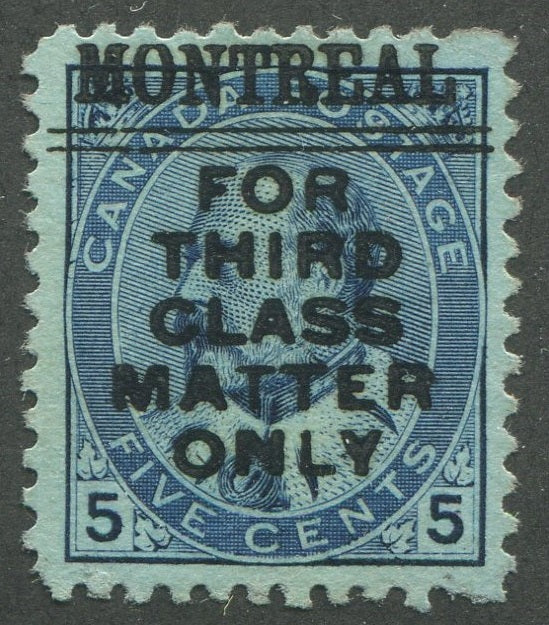 MONTREAL
CANADA POSTAGE
FOR
THIRD
CLASS
MATTER
ONLY
FIVE CENTS
5 5